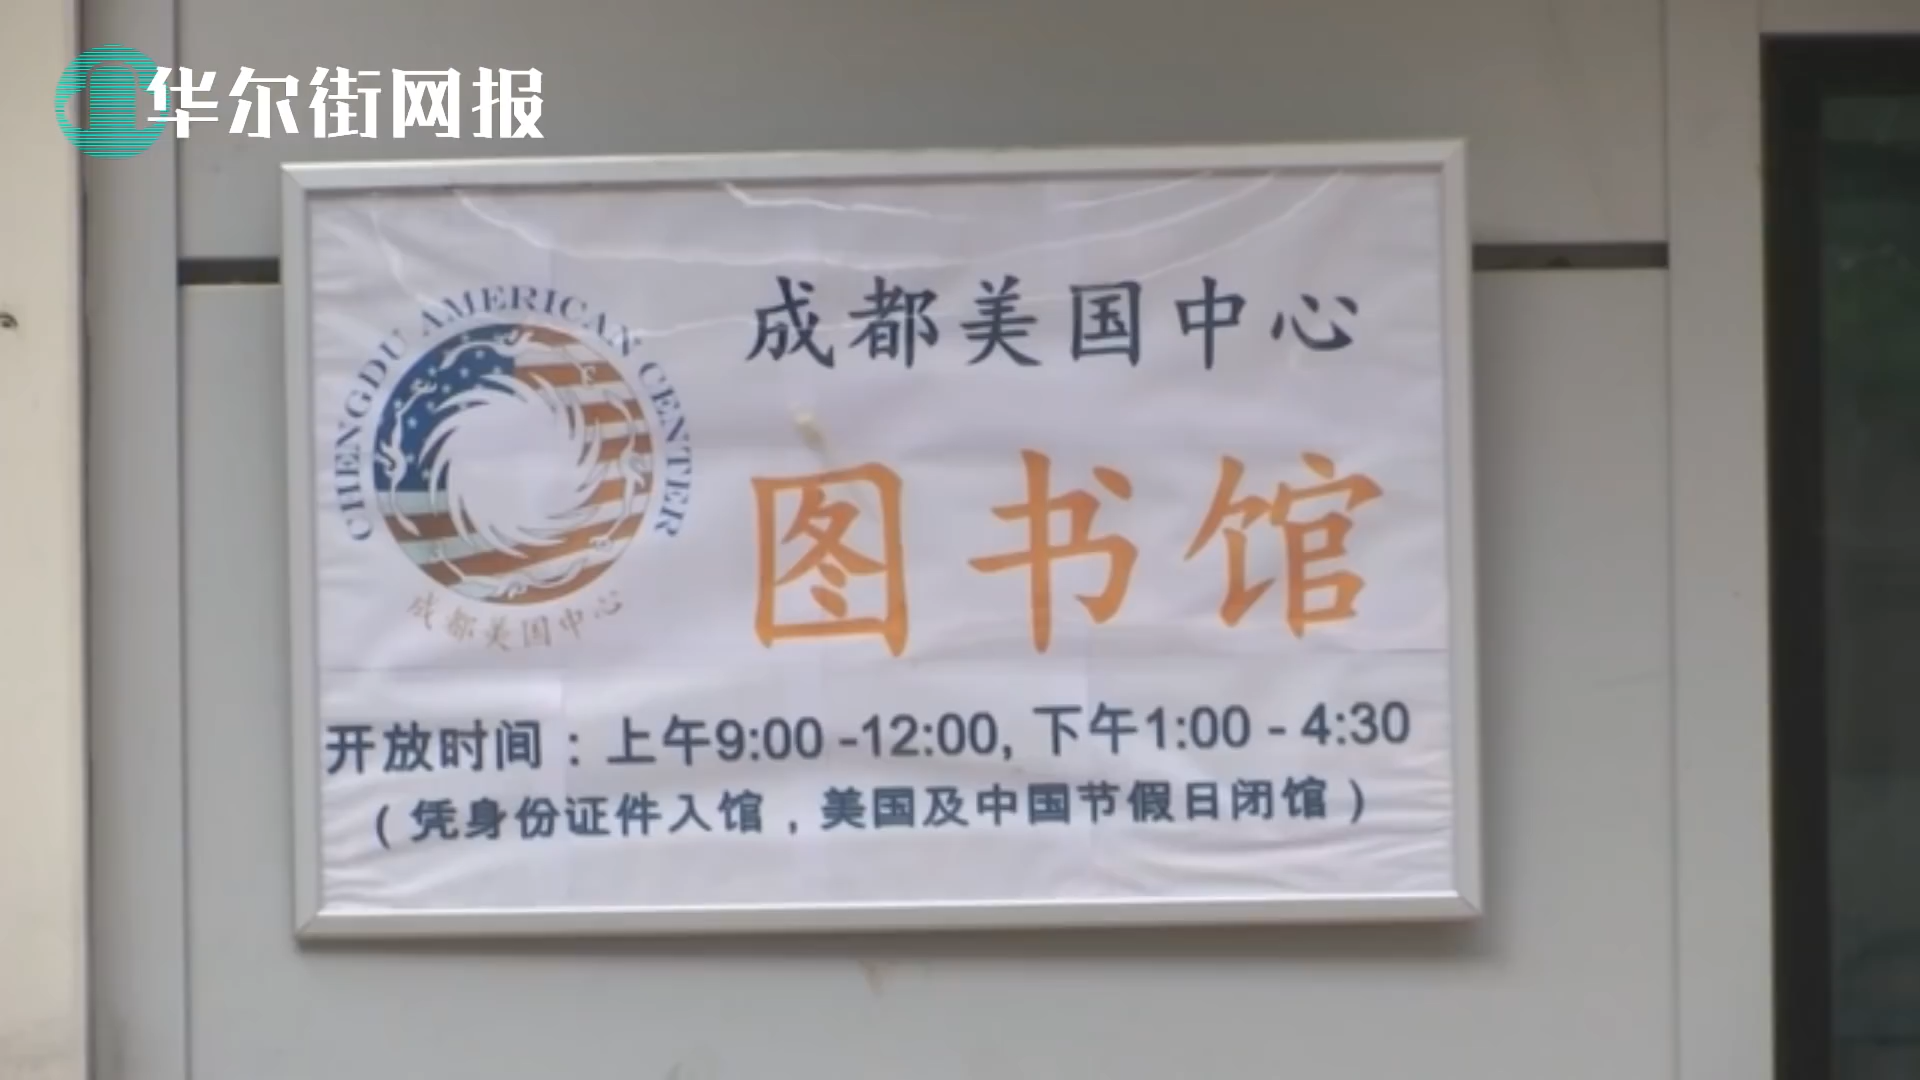 华尔街网报
成都美国中心
CHENGDU AMERICAN CENTER
成都美国中心
图书馆
开放时间：上午9:00 -12:00, 下午1:00 - 4:30
（凭身份证件入馆，美国及中国节假日闭馆）